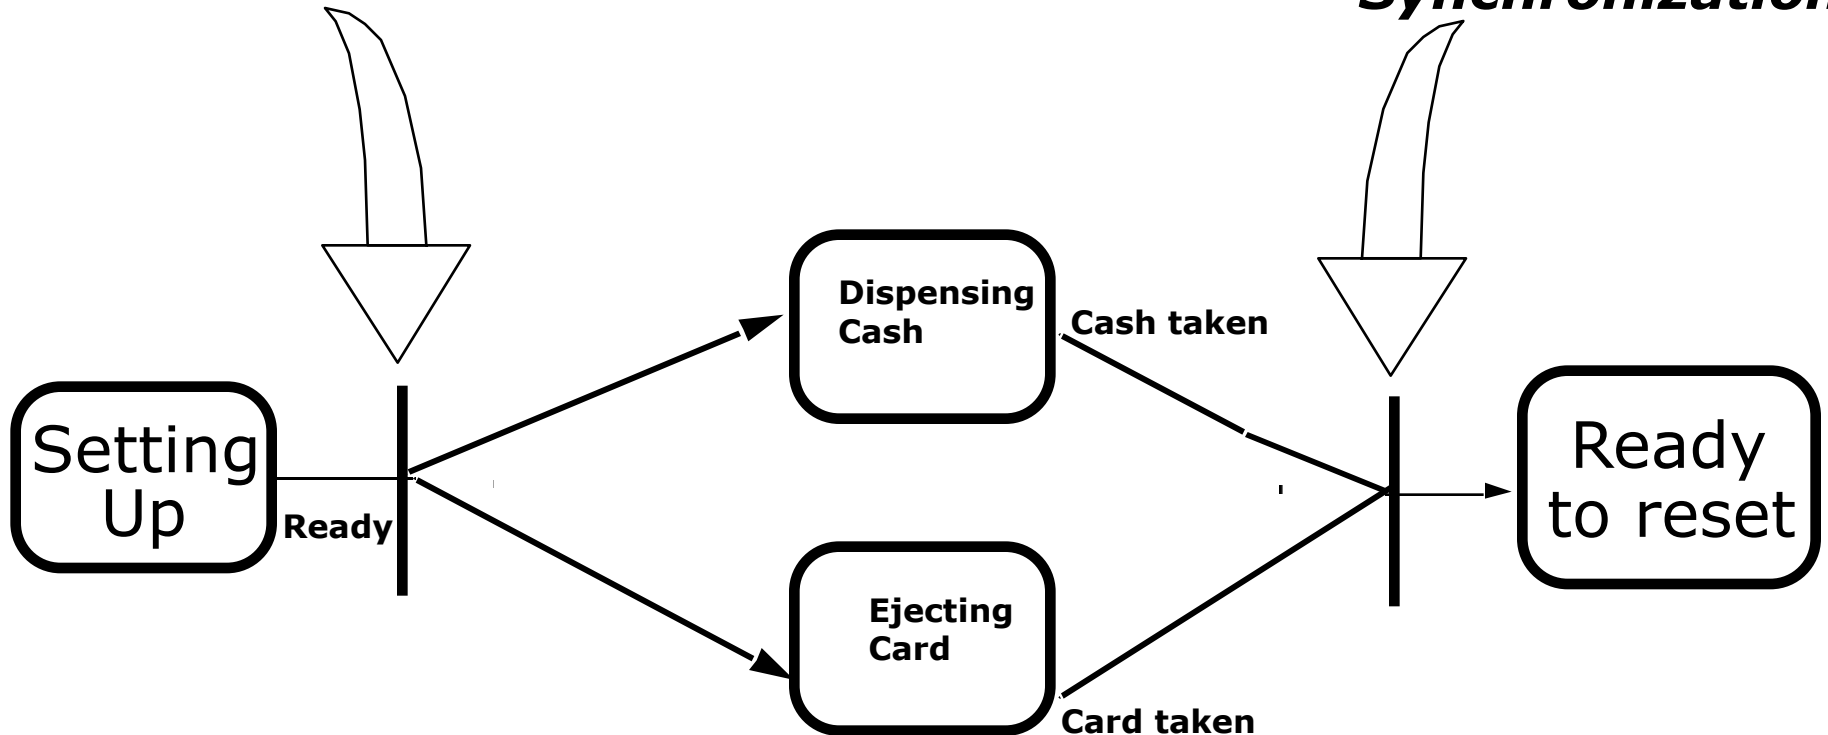 Synchronization
Dispensing
Cash
Cash taken
Setting
Up
Ready
Ready
to reset
Ejecting
Card
Card taken